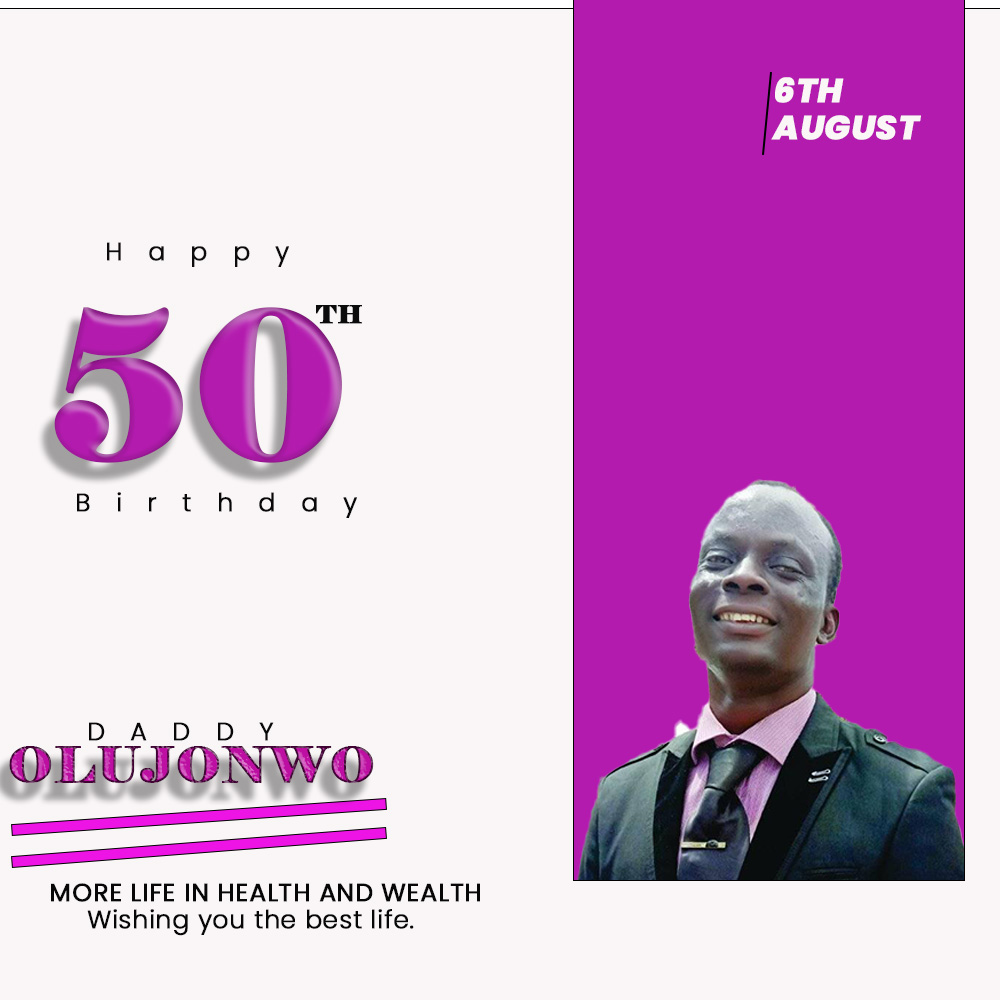 6TH
AUGUST
Happy
50TH
Birthday
DADDY
OLUJONWO
MORE LIFE IN HEALTH AND WEALTH
Wishing you the best life.